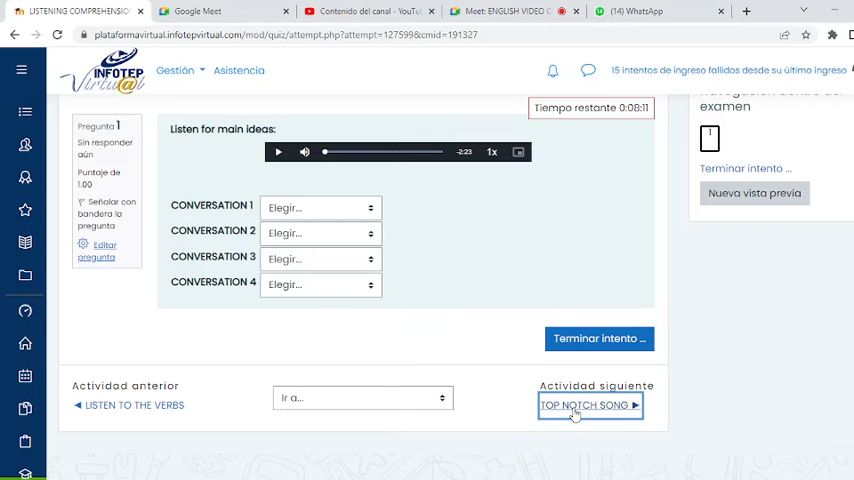 LISTENING COMPREHENSIO
Google Meet
Contenido del canal - YouTu
Meet: ENGLISH VIDEO C
(14) WhatsApp
plataformavirtual.infotepvirtual.com/mod/quiz/attempt.php?attempt=127599&cmid=191327
INFOTEP
Virtu@l
Gestión
Asistencia
15 intentos de ingreso fallidos desde su último ingreso
Navegación dentro del
examen
1
Terminar intento ...
Nueva vista previa
Tiempo restante 0:08:11
Pregunta 1
Sin responder
aún
Puntaje de
1.00
Señalar con
bandera la
pregunta
Editar
pregunta
Listen for main ideas:
-2:23
1x
CONVERSATION 1 Elegir...
CONVERSATION 2 Elegir...
CONVERSATION 3 Elegir...
CONVERSATION 4 Elegir...
Terminar intento ...
Actividad anterior
◄ LISTEN TO THE VERBS
Ir a...
Actividad siguiente
TOP NOTCH SONG ►